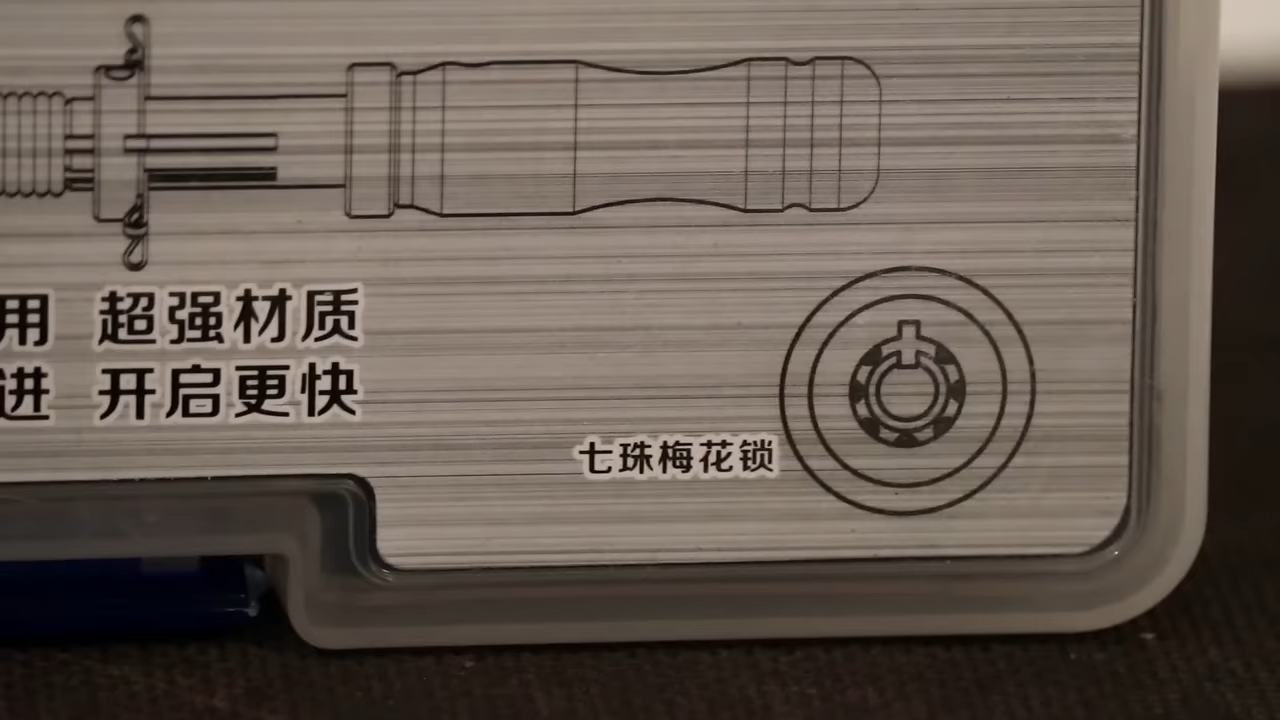 用 超强材质
进 开启更快
七珠梅花锁